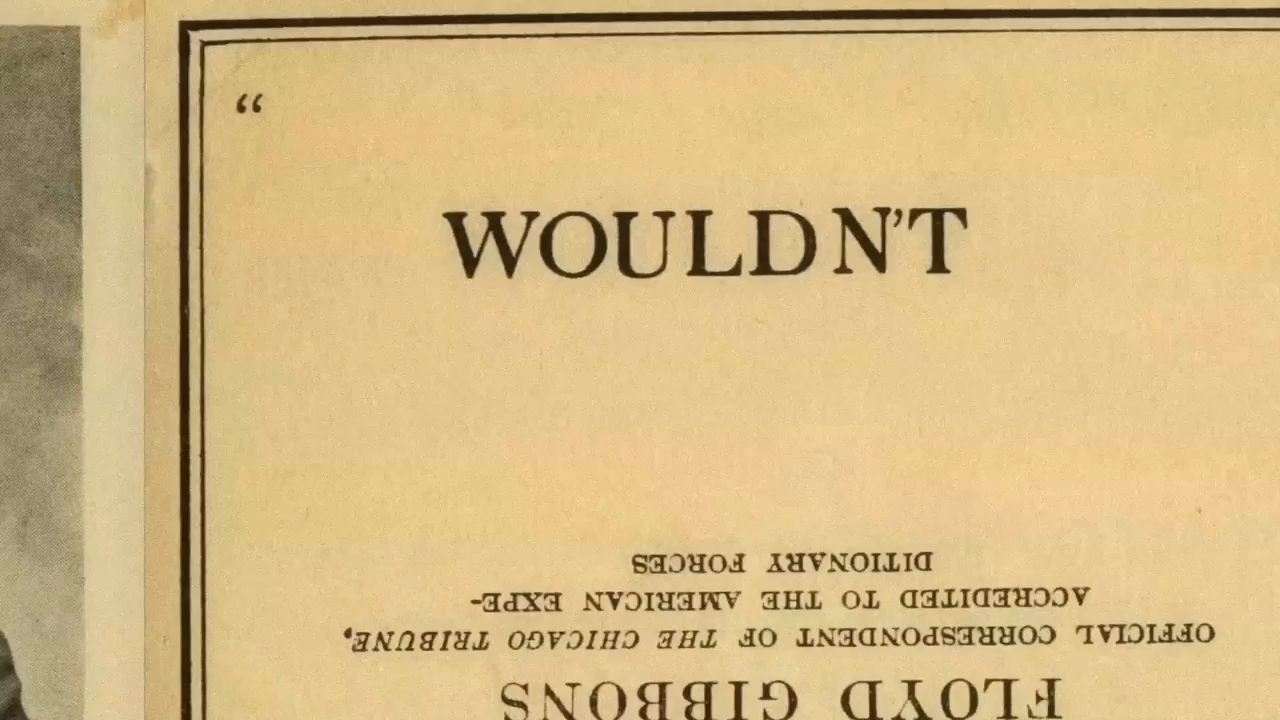 “
WOULDN'T
FLOYD GIBBONS
OFFICIAL CORRESPONDENT OF THE CHICAGO TRIBUNE,
ACCREDITED TO THE AMERICAN EXPE-
DITIONARY FORCES